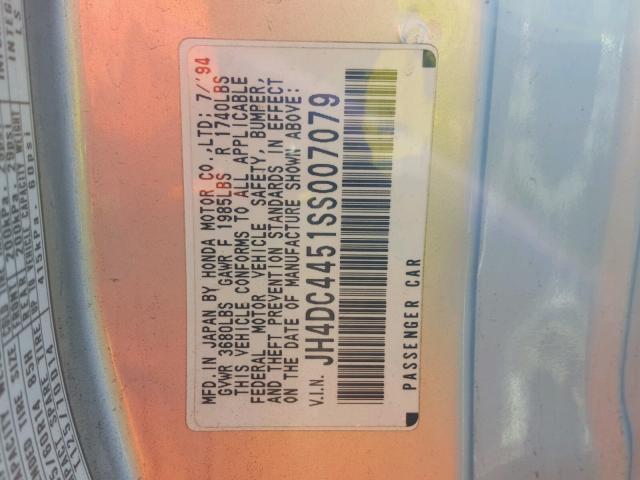 MFD. IN JAPAN BY HONDA MOTOR CO.,LTD; 7/'94
GVWR 3680LBS GAWR F 1985LBS R 1740LBS
THIS VEHICLE CONFORMS TO ALL APPLICABLE
FEDERAL MOTOR VEHICLE SAFETY, BUMPER,
AND THEFT PREVENTION STANDARDS IN EFFECT
ON THE DATE OF MANUFACTURE SHOWN ABOVE:
V.I.N. JH4DC4451SS007079
PASSENGER CAR